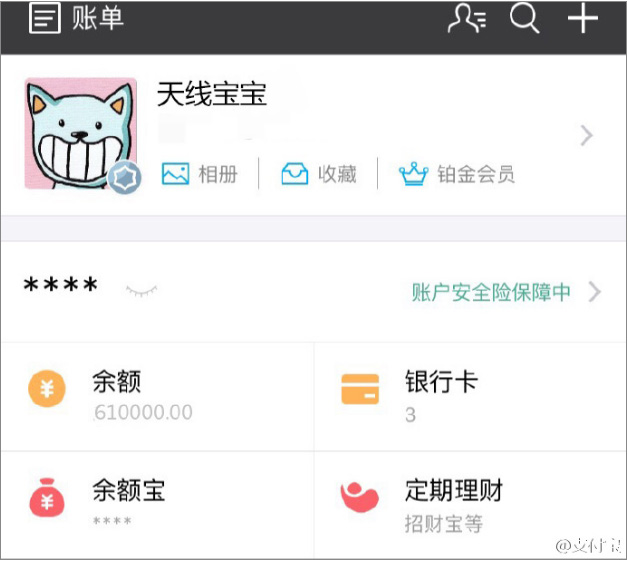 账单
天线宝宝
相册 收藏 铂金会员
**** 账户安全险保障中
余额 银行卡
610000.00 3
余额宝 定期理财
**** 招财宝等
@支付宝